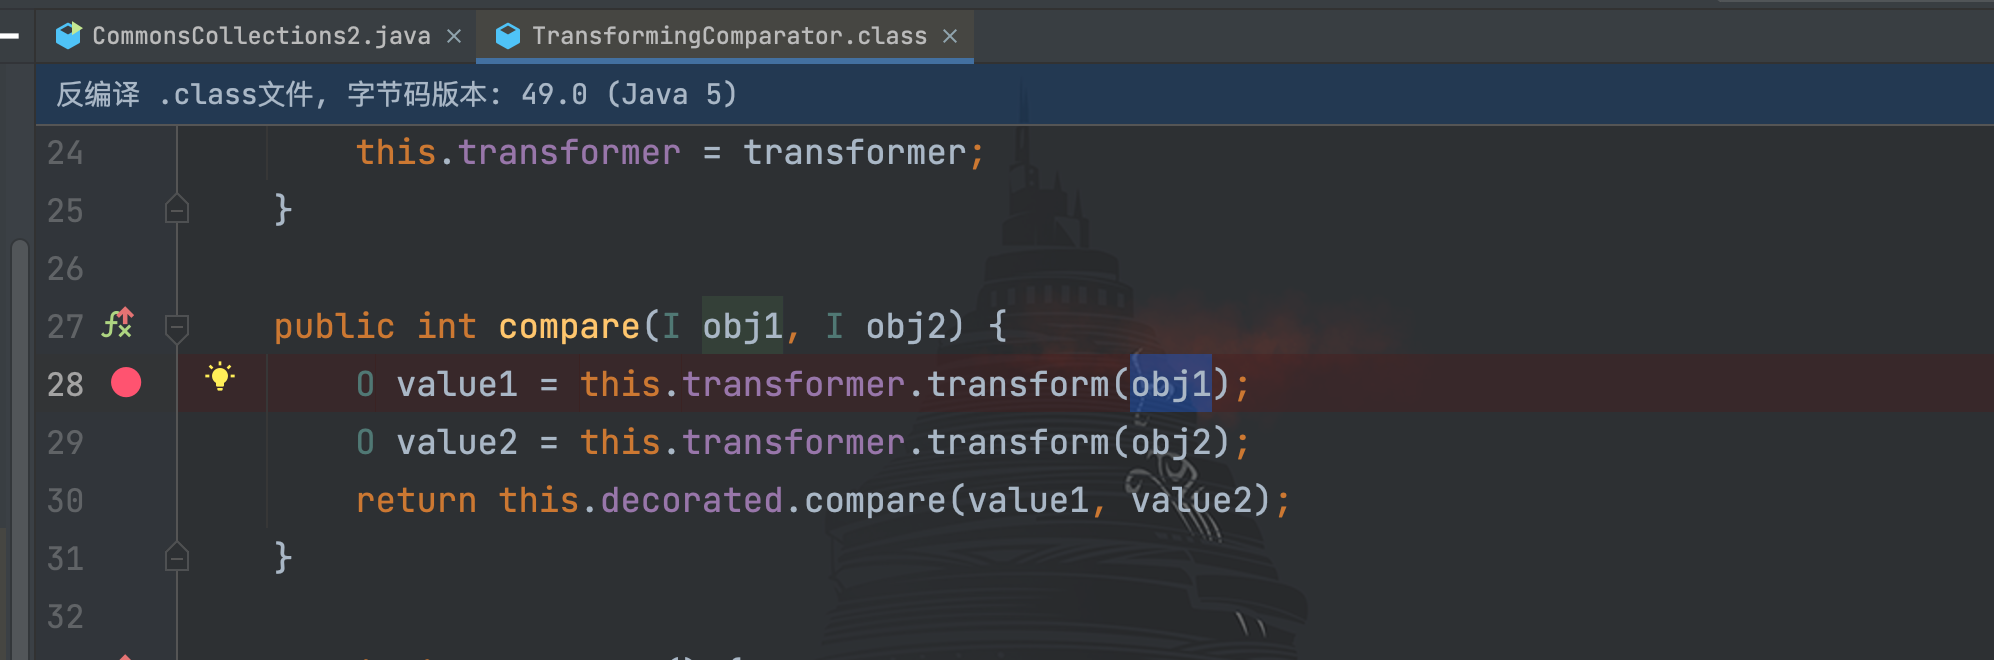 CommonsCollections2.java × TransformingComparator.class ×
反编译 .class文件, 字节码版本: 49.0 (Java 5)
24 this.transformer = transformer;
25 }
26
27 public int compare(I obj1, I obj2) {
28 O value1 = this.transformer.transform(obj1);
29 O value2 = this.transformer.transform(obj2);
30 return this.decorated.compare(value1, value2);
31 }
32